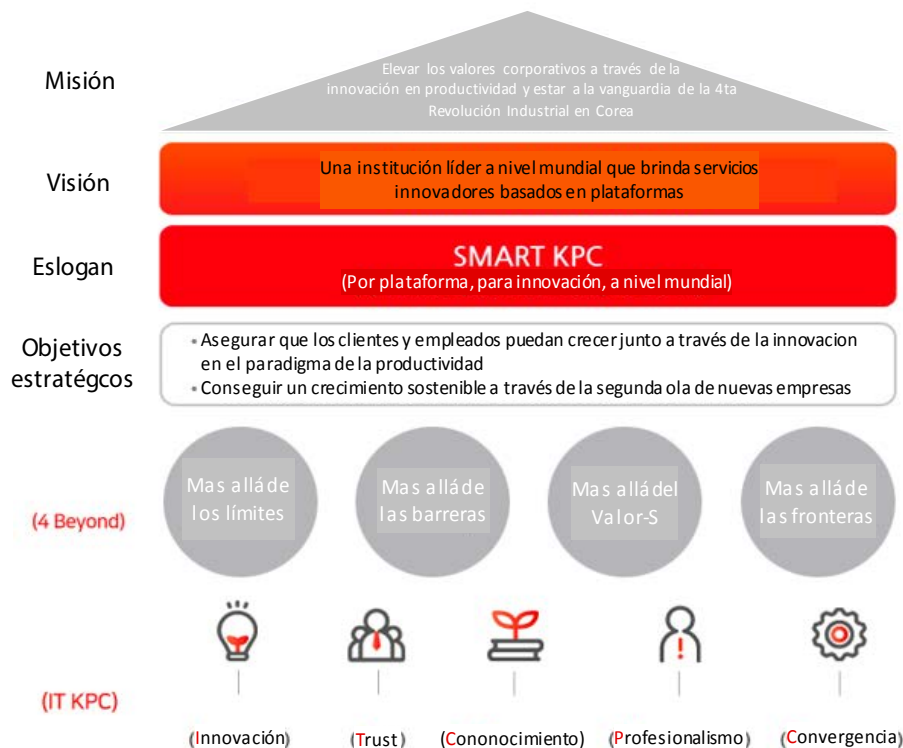 Misión
Elevar los valores corporativos a través de la
innovación en productividad y estar a la vanguardia de la 4ta
Revolución Industrial en Corea
Visión
Una institución líder a nivel mundial que brinda servicios
innovadores basados en plataformas
Eslogan
SMART KPC
(Por plataforma, para innovación, a nivel mundial)
Objetivos
estratégcos
• Asegurar que los clientes y empleados puedan crecer junto a través de la innovacion
en el paradigma de la productividad
• Conseguir un crecimiento sostenible a través de la segunda ola de nuevas empresas
(4 Beyond)
Mas allá de
los límites
Mas allá de
las barreras
Mas allá del
Valor-S
Mas allá de
las fronteras
(IT KPC)
(Innovación)
(Trust)
(Cononocimiento)
(Profesionalismo)
(Convergencia)